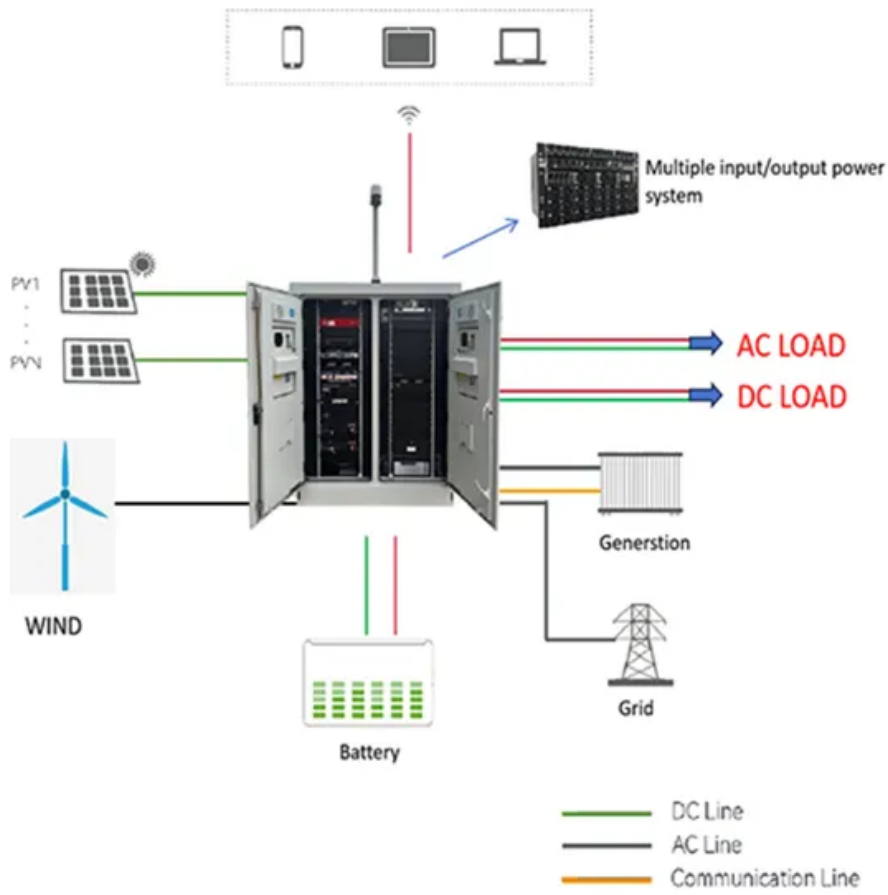 Multiple input/output power
system
PV1
PVN
AC LOAD
DC LOAD
Generstion
WIND
Grid
Battery
DC Line
AC Line
Communication Line